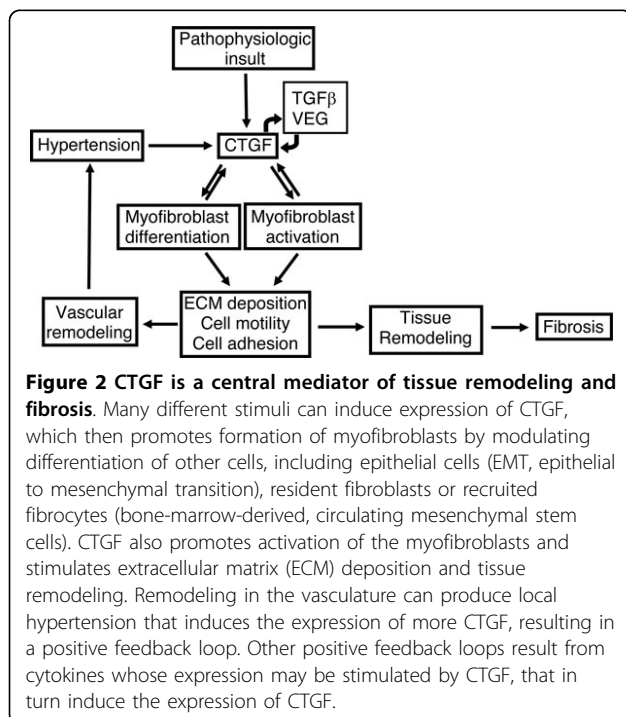 Pathophysiologic
insult
TGFβ
VEG
Hypertension
CTGF
Myofibroblast
differentiation
Myofibroblast
activation
Vascular
remodeling
ECM deposition
Cell motility
Cell adhesion
Tissue
Remodeling
Fibrosis
Figure 2 CTGF is a central mediator of tissue remodeling and
fibrosis. Many different stimuli can induce expression of CTGF,
which then promotes formation of myofibroblasts by modulating
differentiation of other cells, including epithelial cells (EMT, epithelial
to mesenchymal transition), resident fibroblasts or recruited
fibrocytes (bone-marrow-derived, circulating mesenchymal stem
cells). CTGF also promotes activation of the myofibroblasts and
stimulates extracellular matrix (ECM) deposition and tissue
remodeling. Remodeling in the vasculature can produce local
hypertension that induces the expression of more CTGF, resulting in
a positive feedback loop. Other positive feedback loops result from
cytokines whose expression may be stimulated by CTGF, that in
turn induce the expression of CTGF.